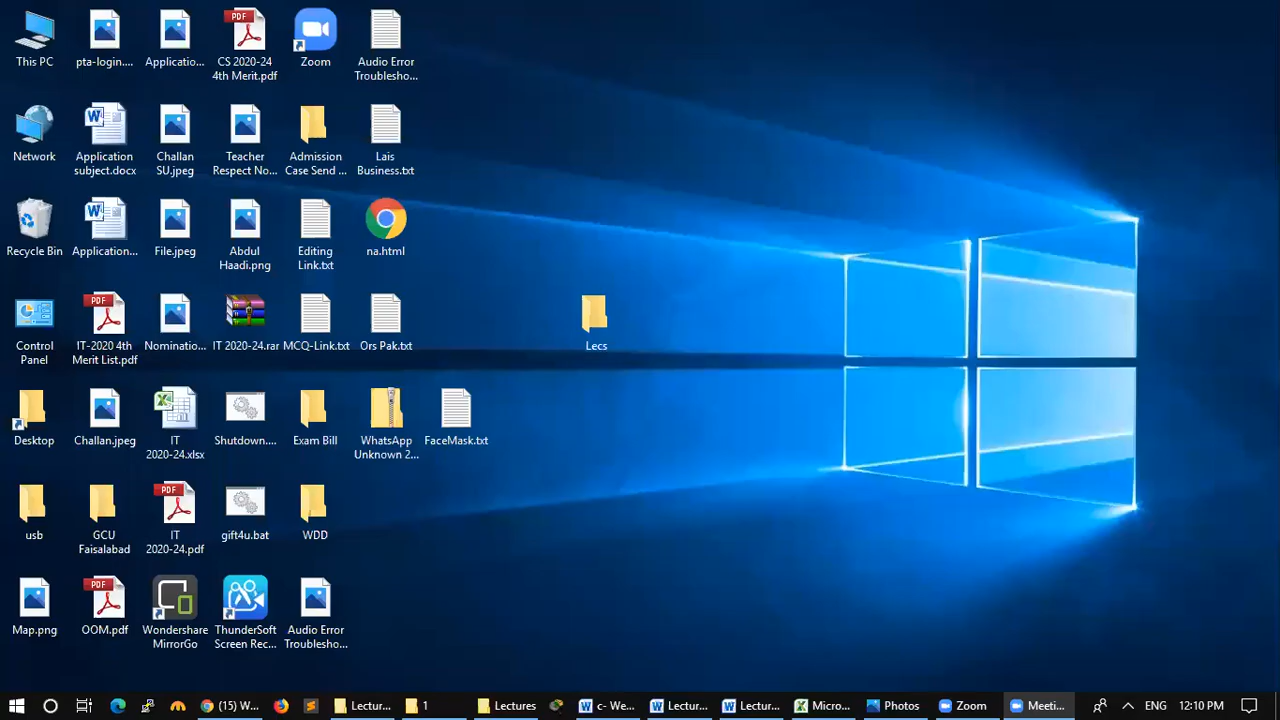 This PC
pta-login....
Applicatio...
CS 2020-24
4th Merit.pdf
Zoom
Audio Error
Troublesho...
Network
Application
subject.docx
Challan
SU.jpeg
Teacher
Respect No...
Admission
Case Send ...
Lais
Business.txt
Recycle Bin
Application...
File.jpeg
Abdul
Haadi.png
Editing
Link.txt
na.html
Control
Panel
IT-2020 4th
Merit List.pdf
Nominatio...
IT 2020-24.rar
MCQ-Link.txt
Ors Pak.txt
Lecs
Desktop
Challan.jpeg
IT
2020-24.xlsx
Shutdown....
Exam Bill
WhatsApp
Unknown 2...
FaceMask.txt
usb
GCU
Faisalabad
IT
2020-24.pdf
gift4u.bat
WDD
Map.png
OOM.pdf
Wondershare
MirrorGo
ThunderSoft
Screen Rec...
Audio Error
Troublesho...
(15) W...
Lectur...
1
Lectures
c- We...
Lectur...
Lectur...
Micro...
Photos
Zoom
Meeti...
ENG
12:10 PM